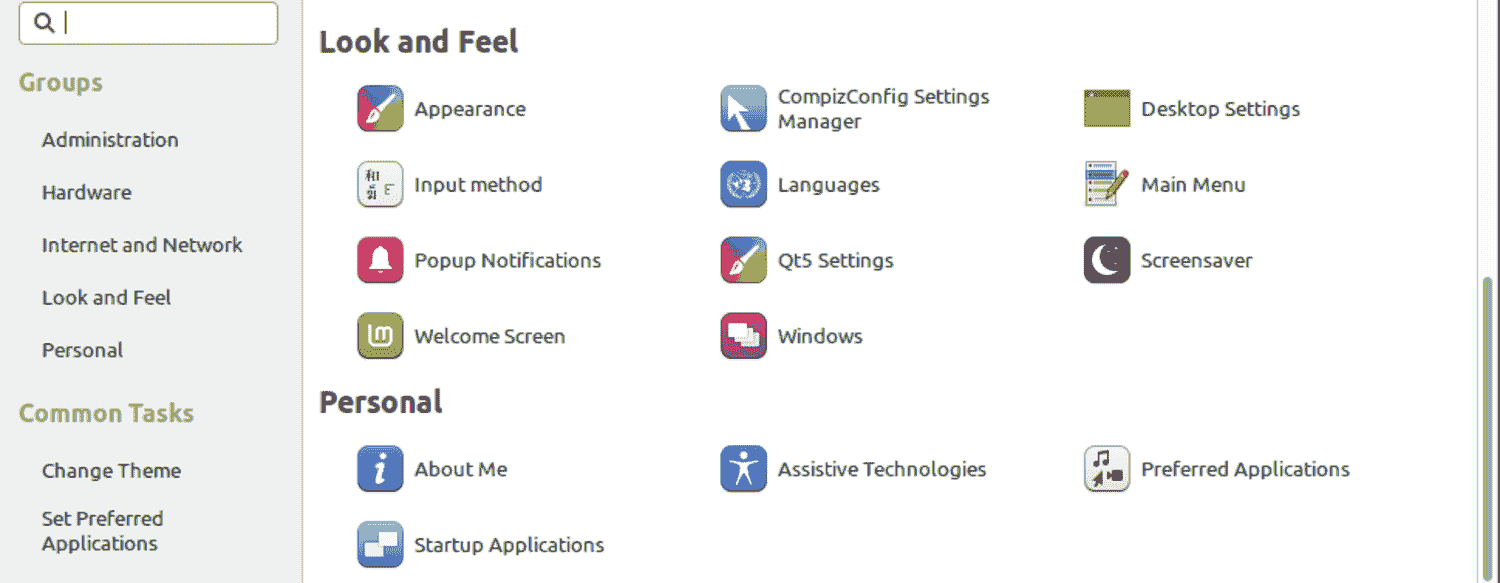 Groups
Administration
Hardware
Internet and Network
Look and Feel
Personal
Common Tasks
Change Theme
Set Preferred
Applications
Look and Feel
Appearance
CompizConfig Settings
Manager
Desktop Settings
Input method
Languages
Main Menu
Popup Notifications
Qt5 Settings
Screensaver
Welcome Screen
Windows
Personal
About Me
Assistive Technologies
Preferred Applications
Startup Applications